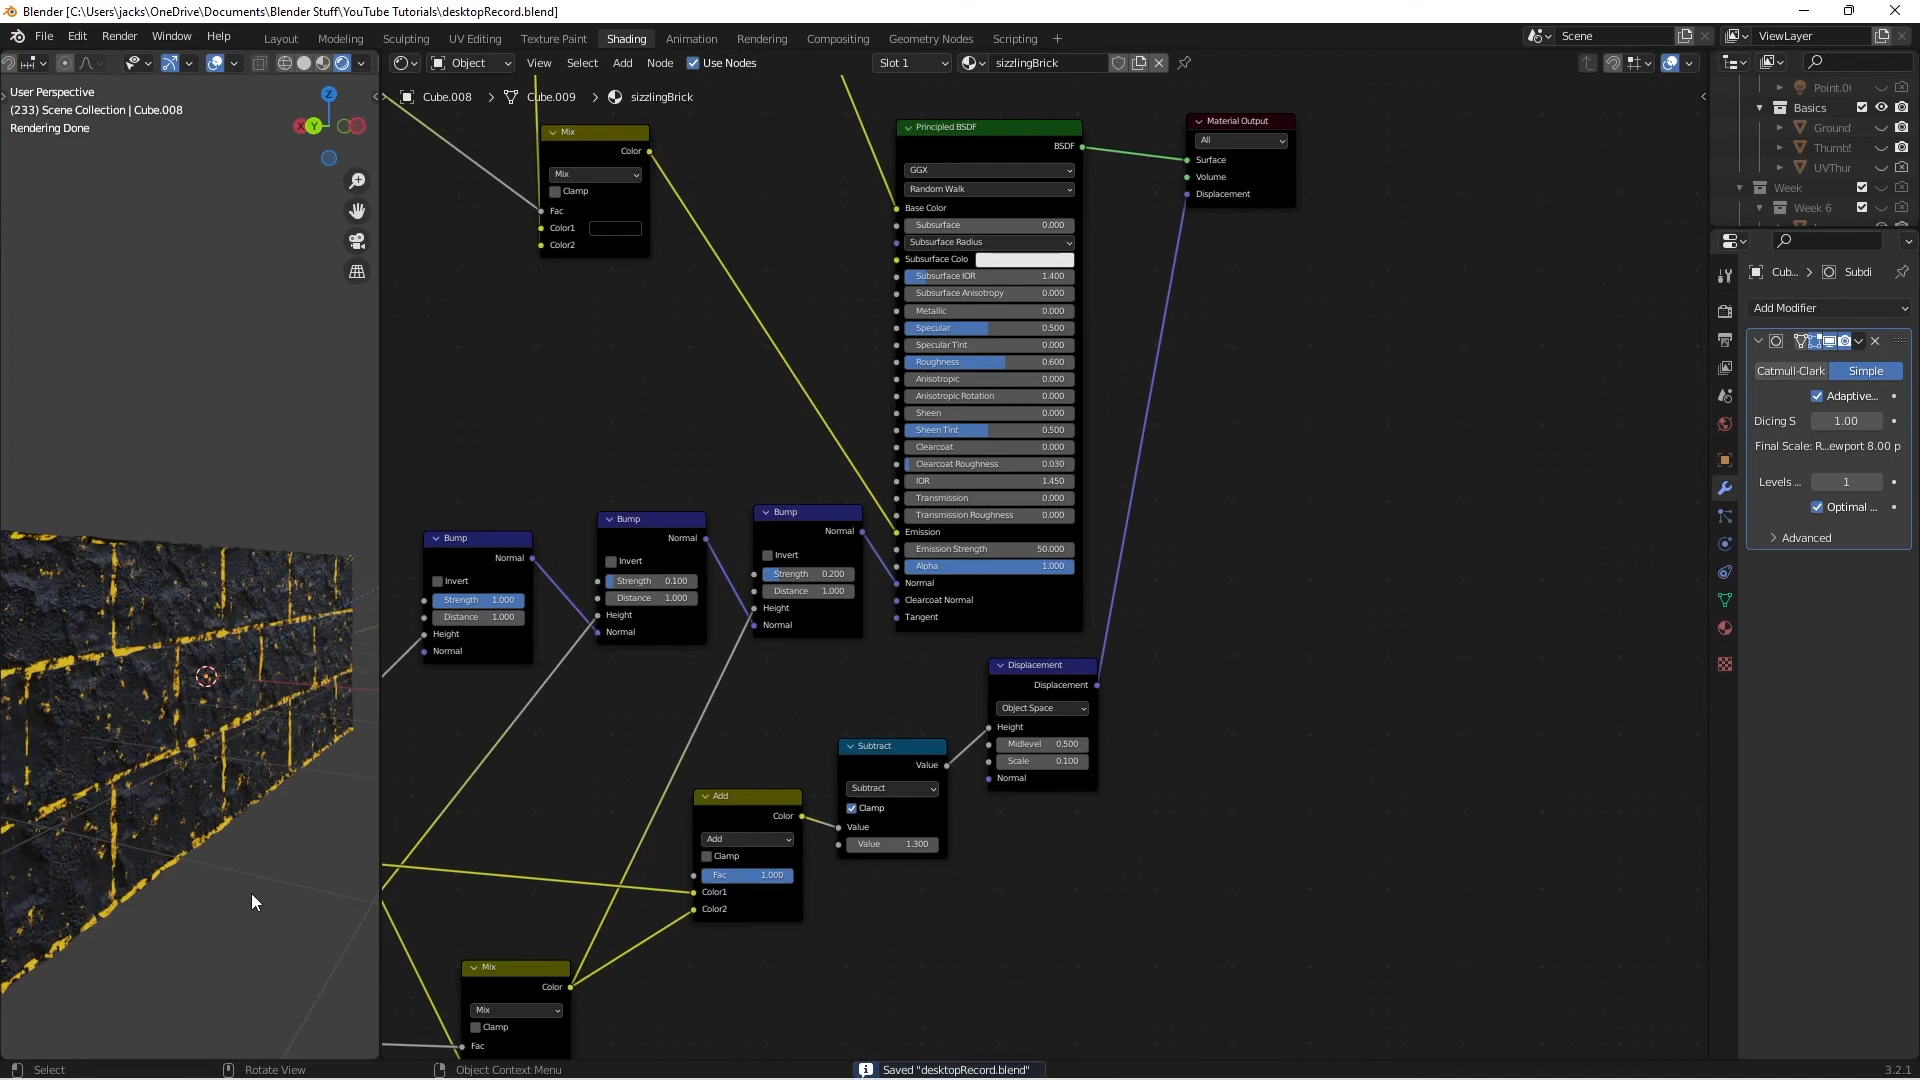 Blender [C:\Users\jacks\OneDrive\Documents\Blender Stuff\YouTube Tutorials\desktopRecord.blend]
File Edit Render Window Help Layout Modeling Sculpting UV Editing Texture Paint Shading Animation Rendering Compositing Geometry Nodes Scripting + Scene ViewLayer
Object View Select Add Node Use Nodes Slot 1 sizzlingBrick
User Perspective
(233) Scene Collection | Cube.008
Rendering Done
Z
X Y
Cube.008 > Cube.009 > sizzlingBrick
Mix
Color
Mix
Clamp
Fac
Color1
Color2
Principled BSDF
BSDF
GGX
Random Walk
Base Color
Subsurface 0.000
Subsurface Radius
Subsurface Colo
Subsurface IOR 1.400
Subsurface Anisotropy 0.000
Metallic 0.000
Specular 0.500
Specular Tint 0.000
Roughness 0.600
Anisotropic 0.000
Anisotropic Rotation 0.000
Sheen 0.000
Sheen Tint 0.500
Clearcoat 0.000
Clearcoat Roughness 0.030
IOR 1.450
Transmission 0.000
Transmission Roughness 0.000
Emission
Emission Strength 50.000
Alpha 1.000
Normal
Clearcoat Normal
Tangent
Material Output
All
Surface
Volume
Displacement
Bump
Normal
Invert
Strength 1.000
Distance 1.000
Height
Normal
Bump
Normal
Invert
Strength 0.100
Distance 1.000
Height
Normal
Bump
Normal
Invert
Strength 0.200
Distance 1.000
Height
Normal
Displacement
Displacement
Object Space
Height
Midlevel 0.500
Scale 0.100
Normal
Subtract
Value
Subtract
Clamp
Value
Value 1.300
Add
Color
Add
Clamp
Fac 1.000
Color1
Color2
Mix
Color
Mix
Clamp
Fac
Basics
Ground
UVThur
Week
Week 6
Cub... > Subdi
Add Modifier
Catmull-Clark Simple
Adaptive...
Dicing S 1.00
Final Scale: R...ewport 8.00 p
Levels ... 1
Optimal ...
> Advanced
Select Rotate View Object Context Menu Saved "desktopRecord.blend" 3.2.1